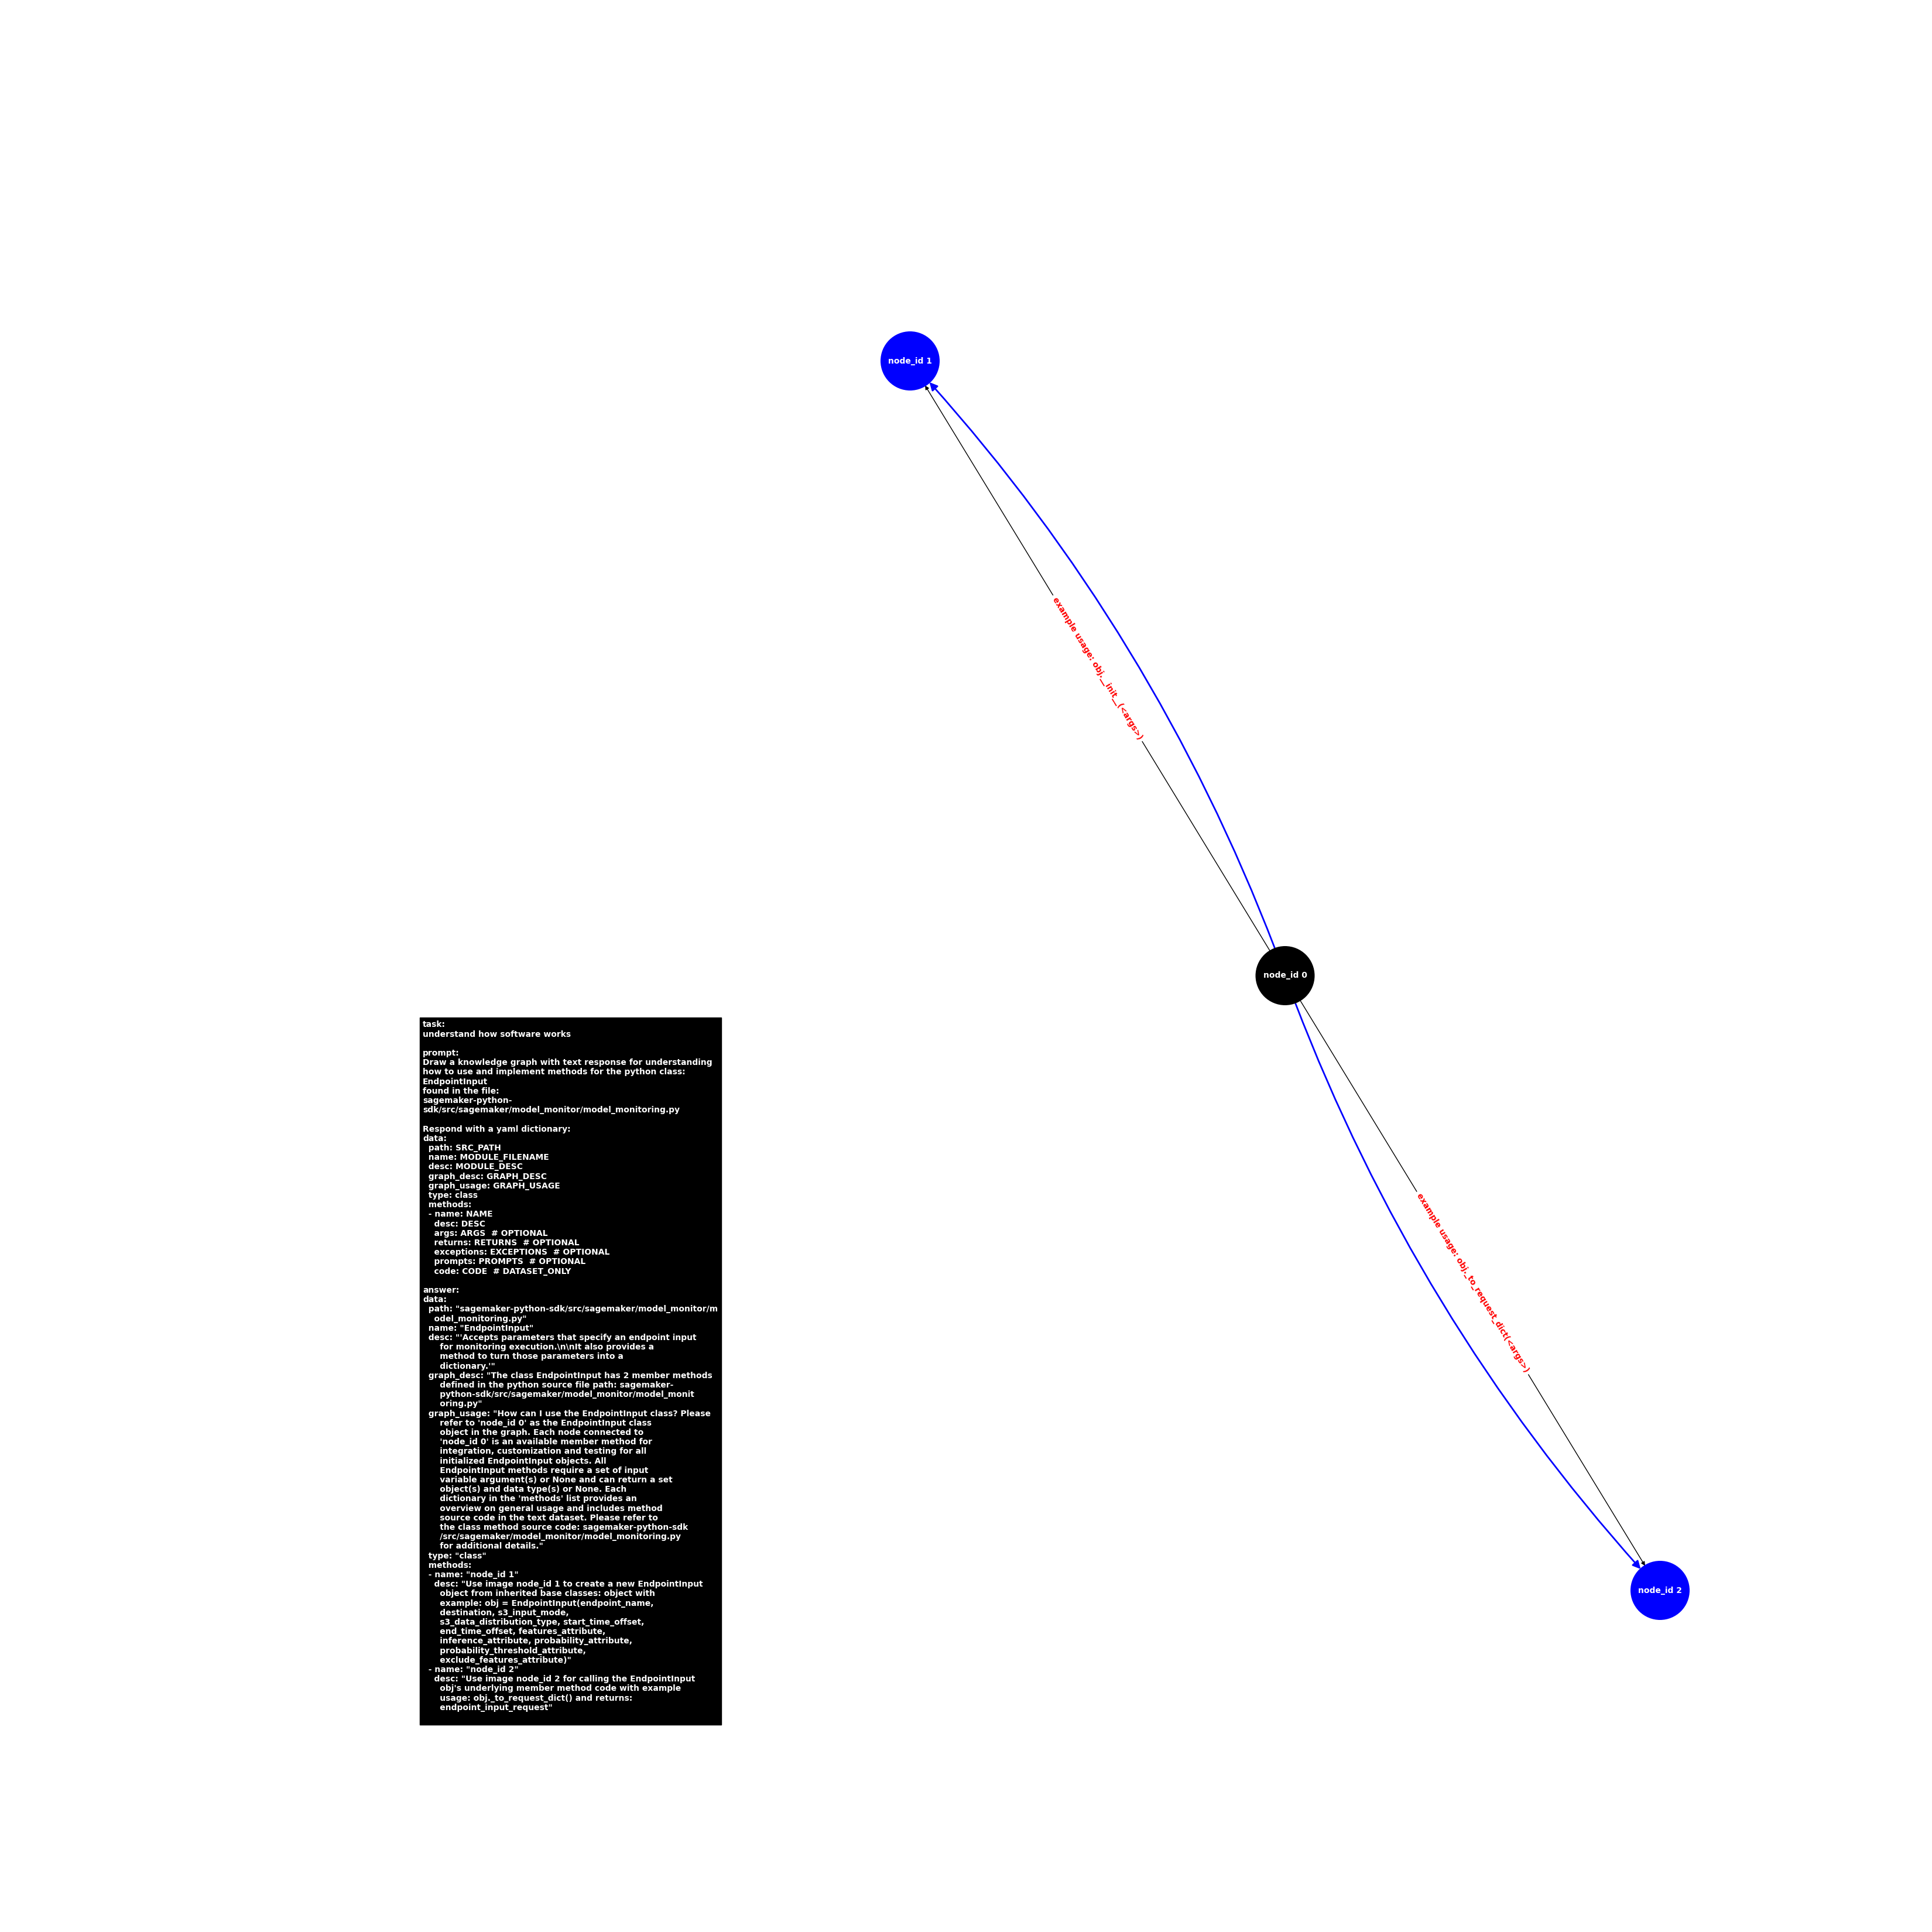 node_id 1
example usage: obj.__init__(<args>)
node_id 0
example usage: obj._to_request_dict(<args>)
node_id 2
task:
understand how software works

prompt:
Draw a knowledge graph with text response for understanding
how to use and implement methods for the python class:
EndpointInput
found in the file:
sagemaker-python-
sdk/src/sagemaker/model_monitor/model_monitoring.py

Respond with a yaml dictionary:
data:
  path: SRC_PATH
  name: MODULE_FILENAME
  desc: MODULE_DESC
  graph_desc: GRAPH_DESC
  graph_usage: GRAPH_USAGE
  type: class
  methods:
  - name: NAME
    desc: DESC
    args: ARGS  # OPTIONAL
    returns: RETURNS  # OPTIONAL
    exceptions: EXCEPTIONS  # OPTIONAL
    prompts: PROMPTS  # OPTIONAL
    code: CODE  # DATASET_ONLY

answer:
data:
  path: "sagemaker-python-sdk/src/sagemaker/model_monitor/m
    odel_monitoring.py"
  name: "EndpointInput"
  desc: "'Accepts parameters that specify an endpoint input
      for monitoring execution.\n\nIt also provides a
      method to turn those parameters into a
      dictionary.'"
  graph_desc: "The class EndpointInput has 2 member methods
      defined in the python source file path: sagemaker-
      python-sdk/src/sagemaker/model_monitor/model_monit
      oring.py"
  graph_usage: "How can I use the EndpointInput class? Please
      refer to 'node_id 0' as the EndpointInput class
      object in the graph. Each node connected to
      'node_id 0' is an available member method for
      integration, customization and testing for all
      initialized EndpointInput objects. All
      EndpointInput methods require a set of input
      variable argument(s) or None and can return a set
      object(s) and data type(s) or None. Each
      dictionary in the 'methods' list provides an
      overview on general usage and includes method
      source code in the text dataset. Please refer to
      the class method source code: sagemaker-python-sdk
      /src/sagemaker/model_monitor/model_monitoring.py
      for additional details."
  type: "class"
  methods:
  - name: "node_id 1"
    desc: "Use image node_id 1 to create a new EndpointInput
      object from inherited base classes: object with
      example: obj = EndpointInput(endpoint_name,
      destination, s3_input_mode,
      s3_data_distribution_type, start_time_offset,
      end_time_offset, features_attribute,
      inference_attribute, probability_attribute,
      probability_threshold_attribute,
      exclude_features_attribute)"
  - name: "node_id 2"
    desc: "Use image node_id 2 for calling the EndpointInput
      obj's underlying member method code with example
      usage: obj._to_request_dict() and returns:
      endpoint_input_request"